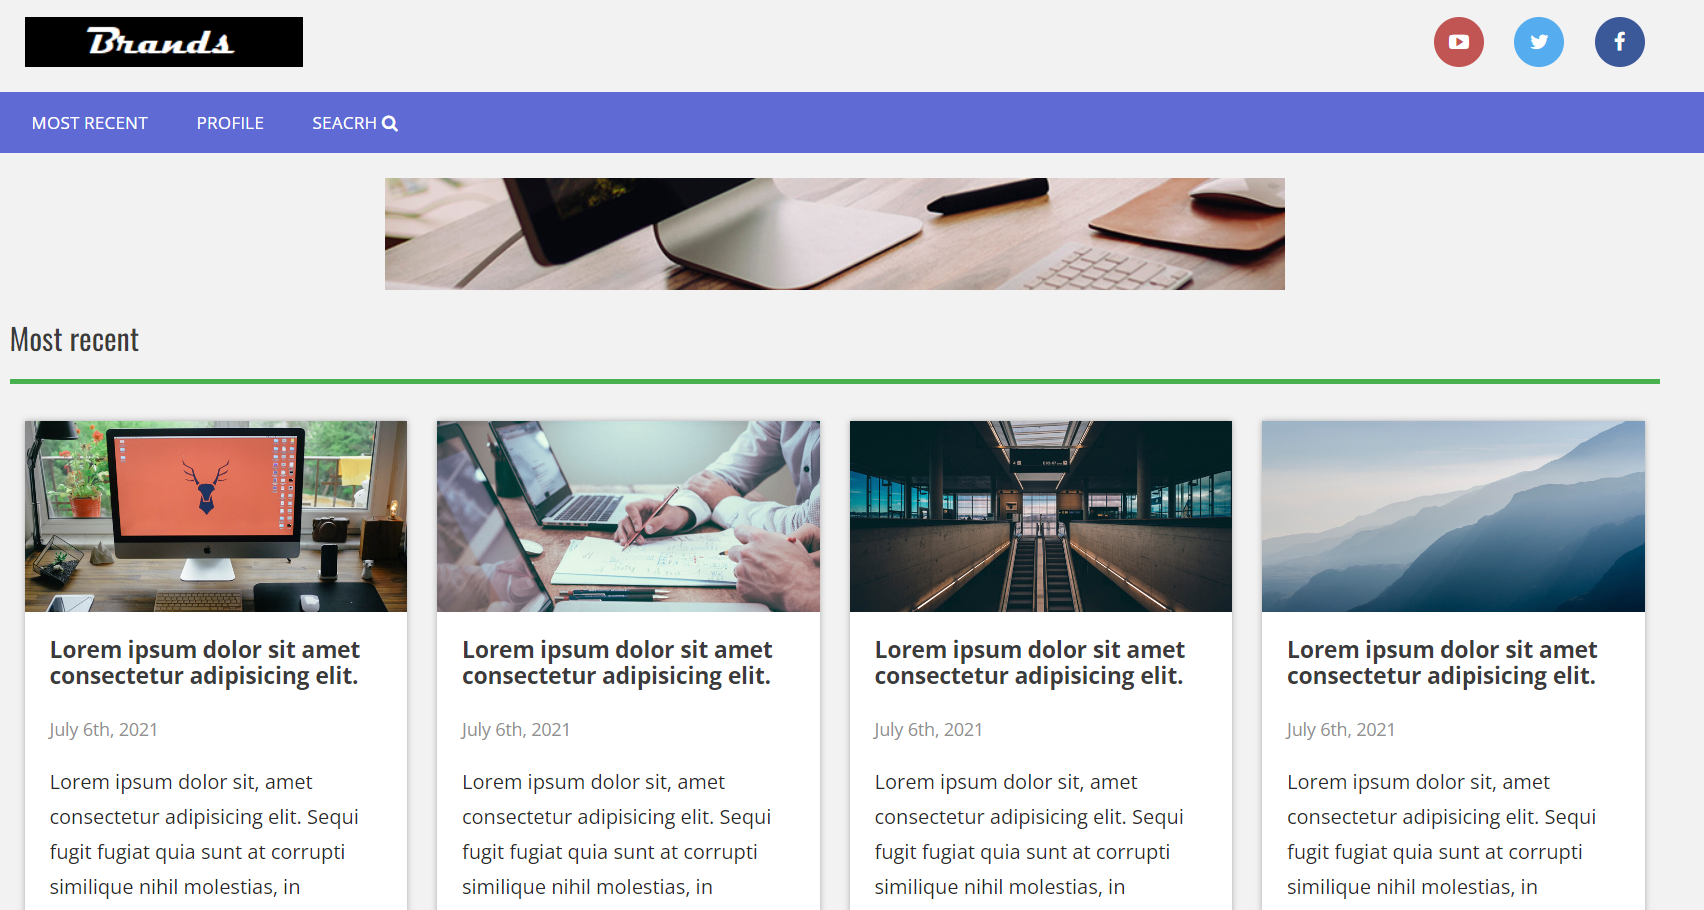 Brands
MOST RECENT PROFILE SEACRH
Most recent
Lorem ipsum dolor sit amet
consectetur adipisicing elit.
July 6th, 2021
Lorem ipsum dolor sit, amet
consectetur adipisicing elit. Sequi
fugit fugiat quia sunt at corrupti
similique nihil molestias, in
Lorem ipsum dolor sit amet
consectetur adipisicing elit.
July 6th, 2021
Lorem ipsum dolor sit, amet
consectetur adipisicing elit. Sequi
fugit fugiat quia sunt at corrupti
similique nihil molestias, in
Lorem ipsum dolor sit amet
consectetur adipisicing elit.
July 6th, 2021
Lorem ipsum dolor sit, amet
consectetur adipisicing elit. Sequi
fugit fugiat quia sunt at corrupti
similique nihil molestias, in
Lorem ipsum dolor sit amet
consectetur adipisicing elit.
July 6th, 2021
Lorem ipsum dolor sit, amet
consectetur adipisicing elit. Sequi
fugit fugiat quia sunt at corrupti
similique nihil molestias, in